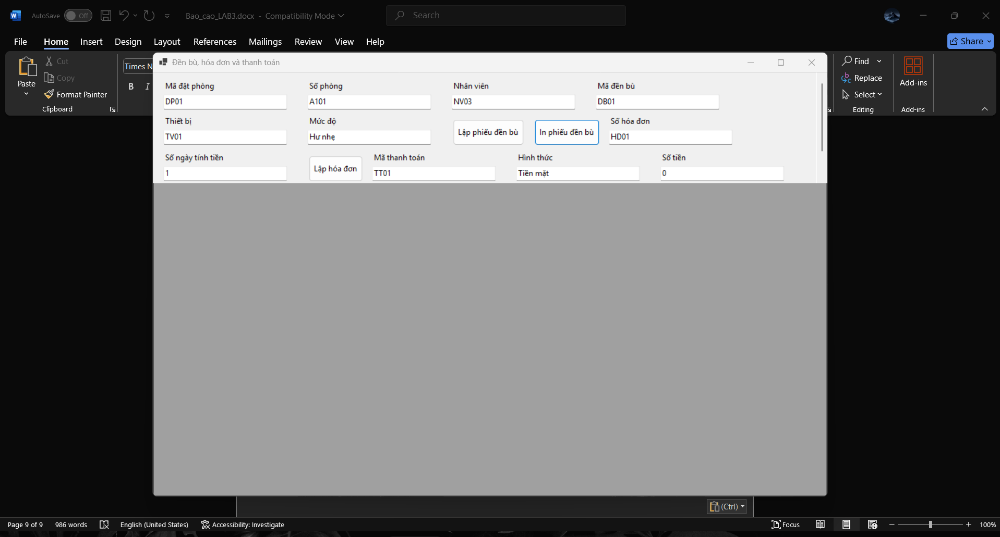 AutoSave Off Bao_cao_LAB3.docx - Compatibility Mode Search
File Home Insert Design Layout References Mailings Review View Help Share
Paste
Cut
Copy
Format Painter
Clipboard
Times N
B I
Find
Replace
Select
Editing
Add-ins
Add-ins
Đền bù, hóa đơn và thanh toán
Mã đặt phòng Số phòng Nhân viên Mã đền bù
DP01 A101 NV03 DB01
Thiết bị Mức độ Lập phiếu đền bù In phiếu đền bù Số hóa đơn
TV01 Hư nhẹ HD01
Số ngày tính tiền Lập hóa đơn Mã thanh toán Hình thức Số tiền
1 TT01 Tiền mặt 0
(Ctrl)
Page 9 of 9 986 words English (United States) Accessibility: Investigate Focus 100%